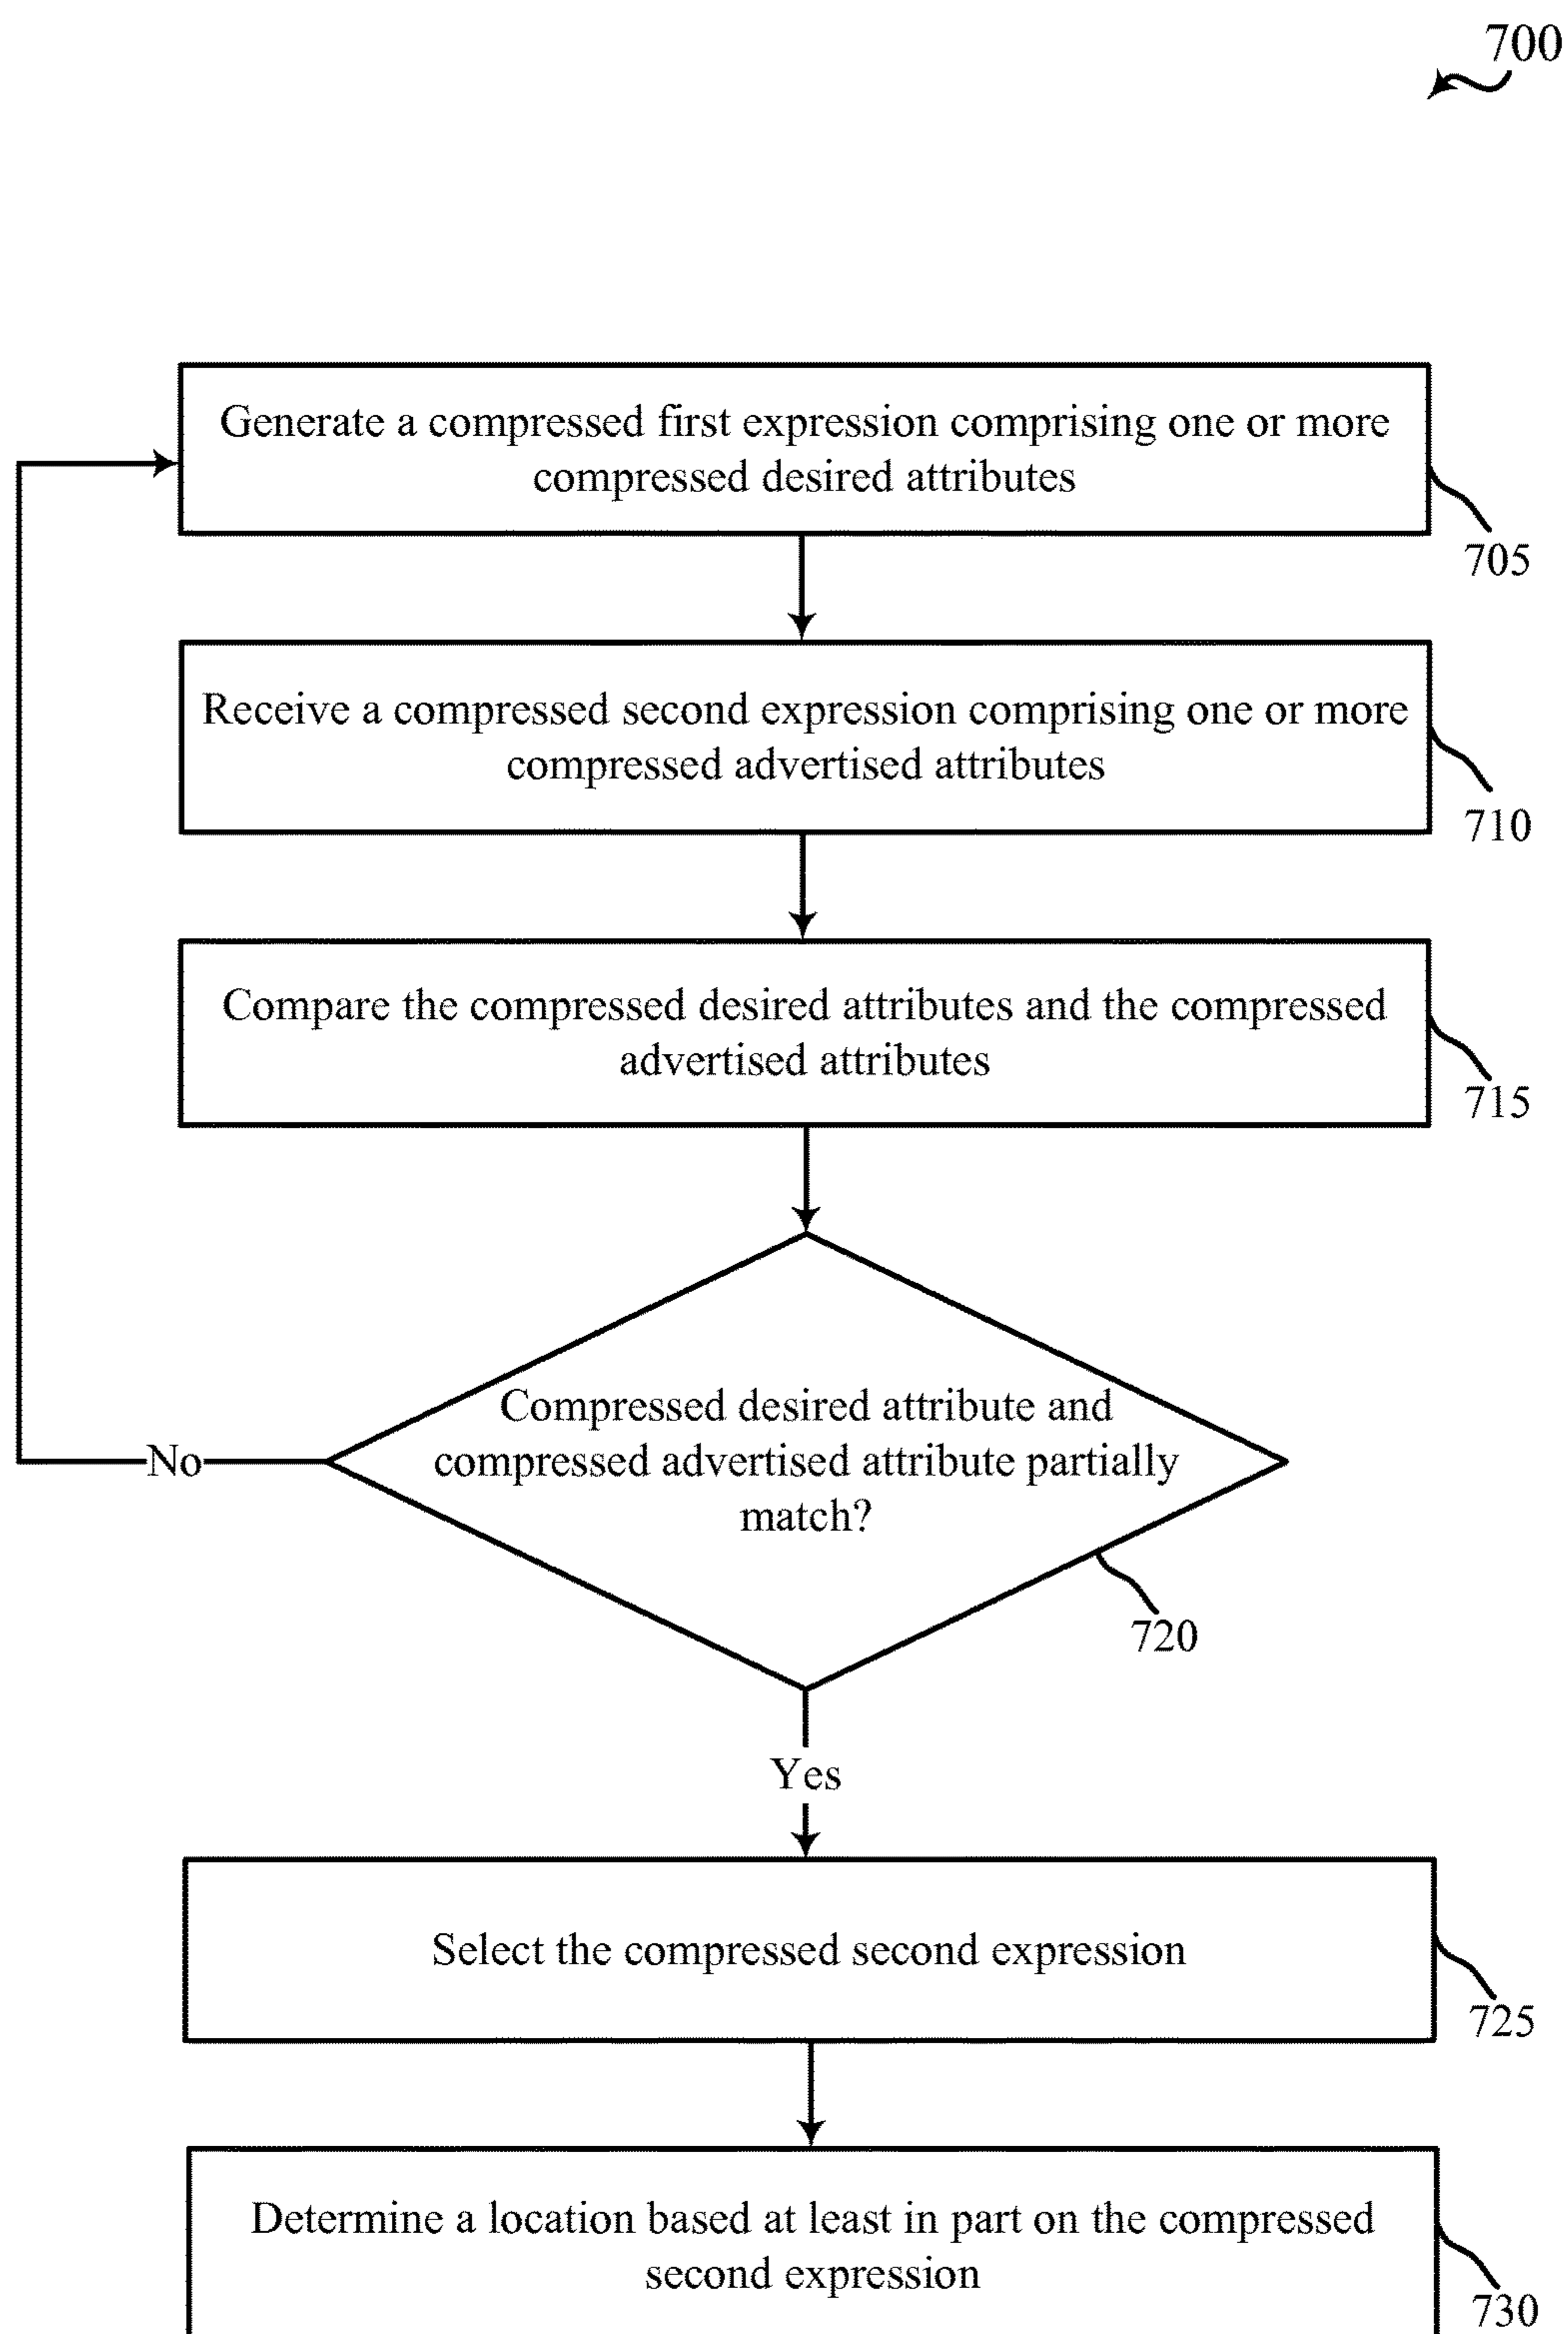 700
Generate a compressed first expression comprising one or more
compressed desired attributes
705
Receive a compressed second expression comprising one or more
compressed advertised attributes
710
Compare the compressed desired attributes and the compressed
advertised attributes
715
Compressed desired attribute and
compressed advertised attribute partially
match?
No
720
Yes
Select the compressed second expression
725
Determine a location based at least in part on the compressed
second expression
730